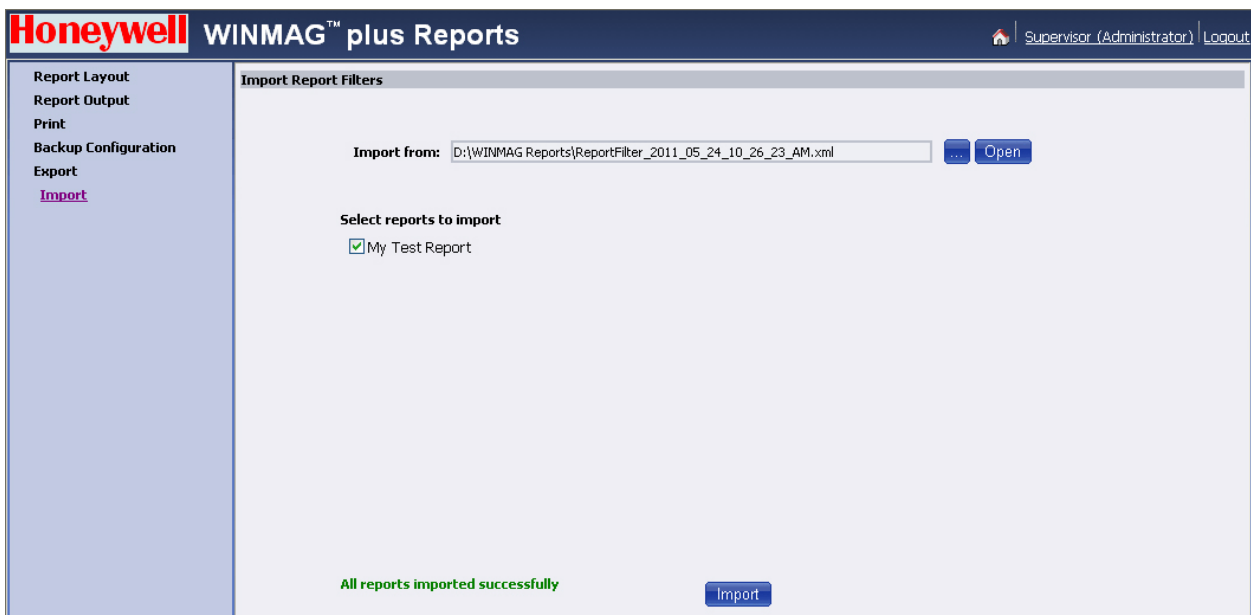 Honeywell WINMAG™ plus Reports
Supervisor (Administrator) Logout
Report Layout
Report Output
Print
Backup Configuration
Export
Import
Import Report Filters
Import from: D:\WINMAG Reports\ReportFilter_2011_05_24_10_26_23_AM.xml ... Open
Select reports to import
My Test Report
All reports imported successfully
Import